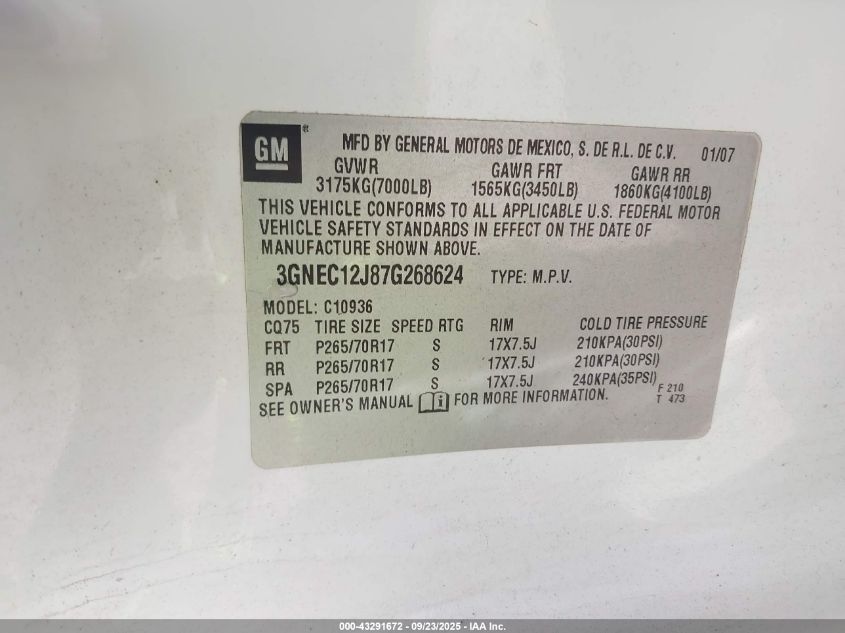 GM®
MFD BY GENERAL MOTORS DE MEXICO, S. DE R.L. DE C.V. 01/07
GVWR GAWR FRT GAWR RR
3175KG(7000LB) 1565KG(3450LB) 1860KG(4100LB)
THIS VEHICLE CONFORMS TO ALL APPLICABLE U.S. FEDERAL MOTOR
VEHICLE SAFETY STANDARDS IN EFFECT ON THE DATE OF
MANUFACTURE SHOWN ABOVE.
3GNEC12J87G268624 TYPE: M.P.V.
MODEL: C10936
CQ75 TIRE SIZE SPEED RTG RIM COLD TIRE PRESSURE
FRT P265/70R17 S 17X7.5J 210KPA(30PSI)
RR P265/70R17 S 17X7.5J 210KPA(30PSI)
SPA P265/70R17 S 17X7.5J 240KPA(35PSI)
F 210
SEE OWNER'S MANUAL FOR MORE INFORMATION. T 473
000-43291672 - 09/23/2025 - IAA Inc.